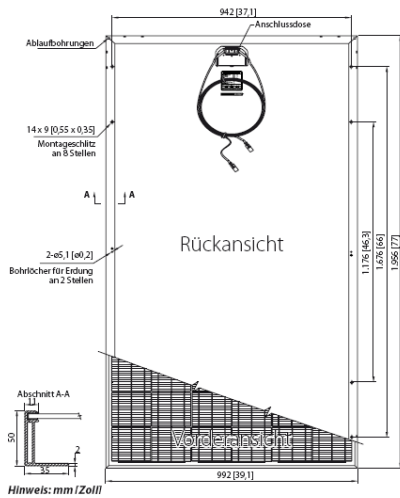 942 [37,1]
Anschlussdose
Ablaufbohrungen
14 x 9 [0,55 x 0,35]
Montageschlitz
an 8 Stellen
A
A
Rückansicht
2-ø5,1 [ø0,2]
Bohrlöcher für Erdung
an 2 Stellen
1.176 [46,3]
1.676 [66]
1.956 [77]
Abschnitt A-A
11
50
2
35
Vorderansicht
992 [39,1]
Hinweis: mm [Zoll]